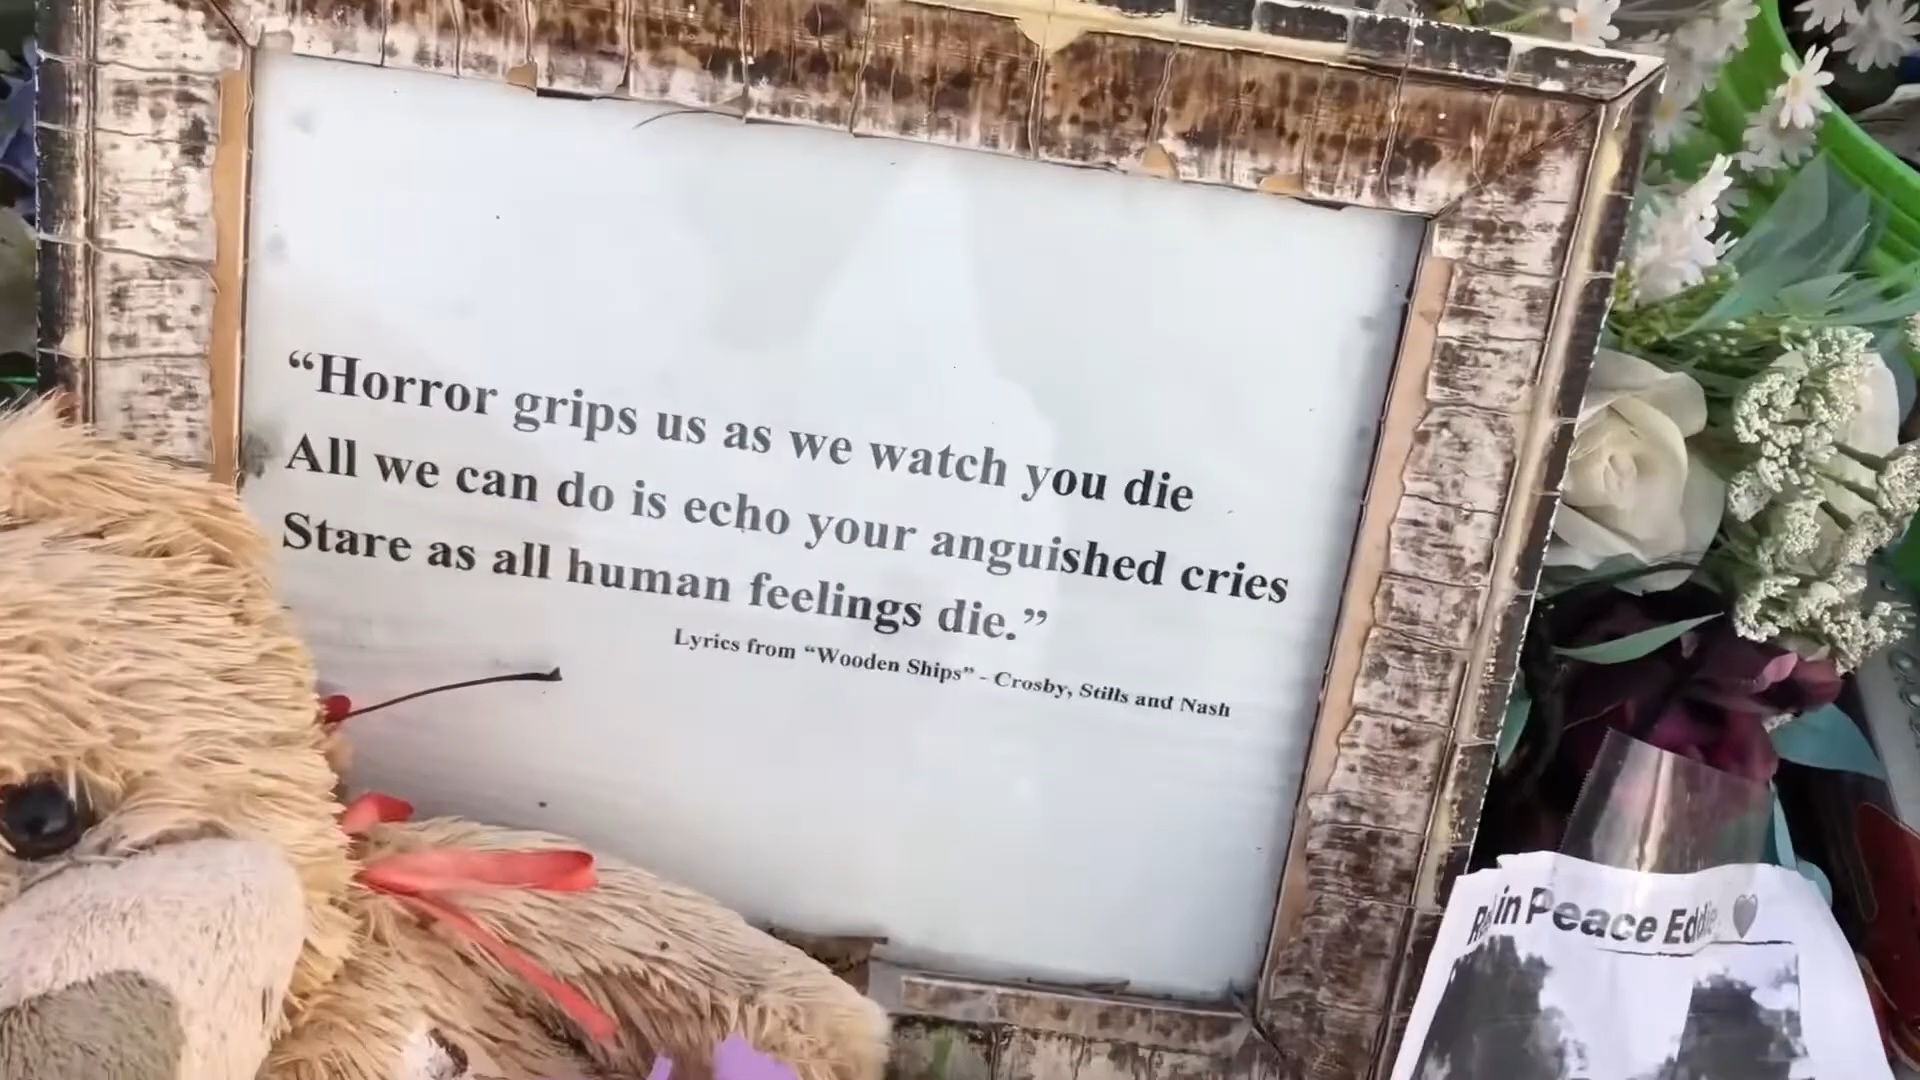 “Horror grips us as we watch you die
All we can do is echo your anguished cries
Stare as all human feelings die.”
Lyrics from “Wooden Ships” - Crosby, Stills and Nash
in Peace